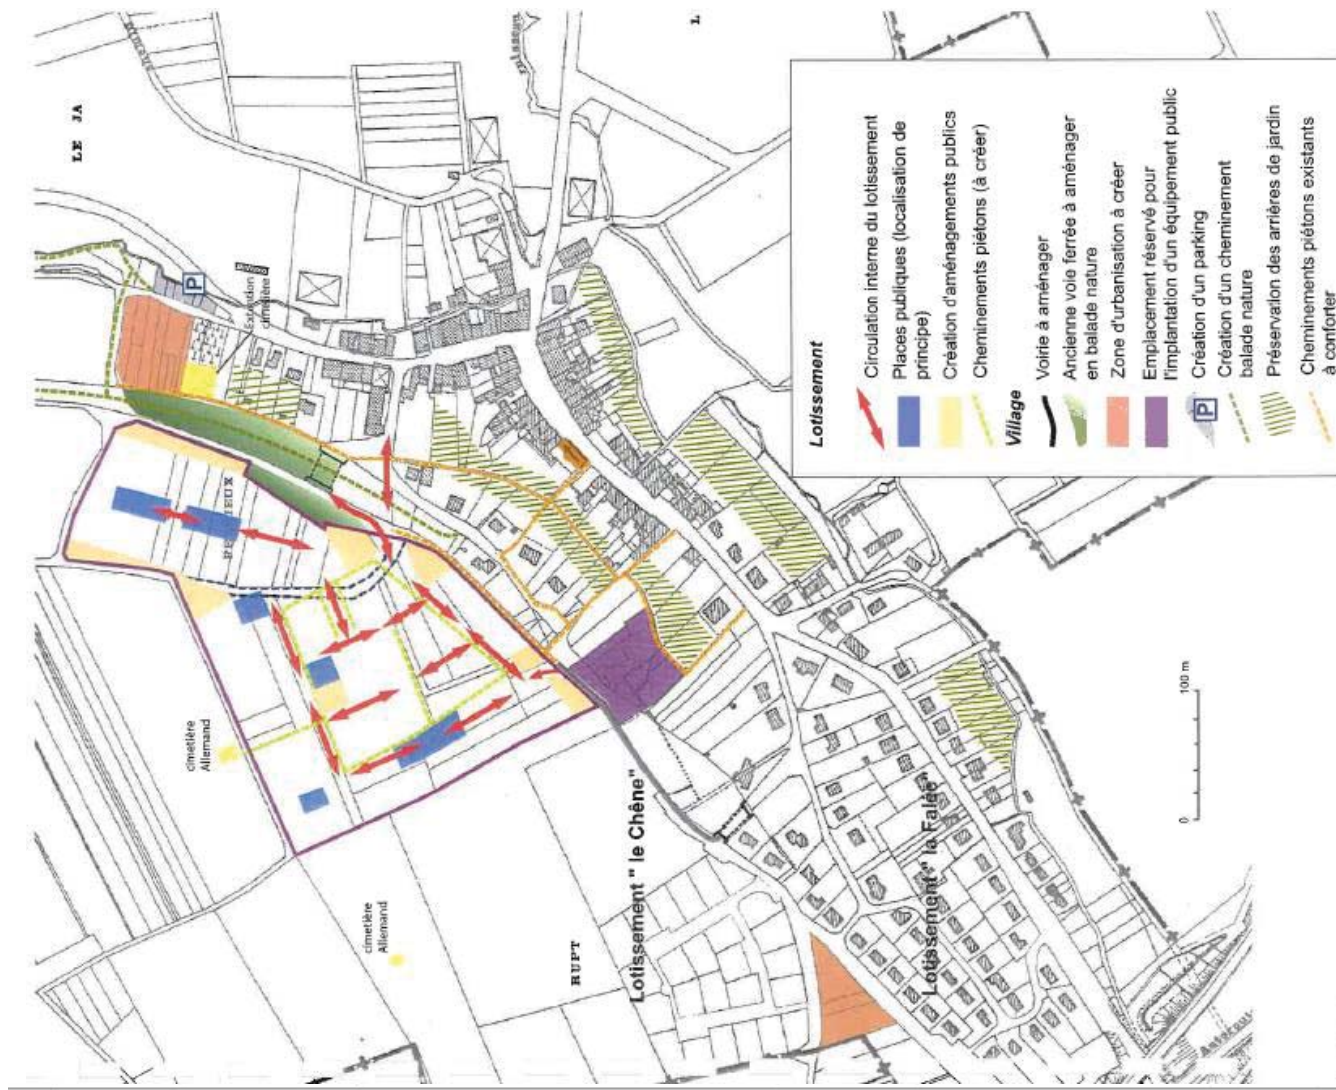 LE JA
L
cimetière
Allemand
Extension
cimetière
P
cimetière
Allemand
RUPT
Lotissement " le Chêne"
Lotissement " la Falée"
0 100 m
Lotissement
Circulation interne du lotissement
Places publiques (localisation de
principe)
Création d'aménagements publics
Cheminements piétons (à créer)
Village
Voirie à aménager
Ancienne voie ferrée à aménager
en balade nature
Zone d'urbanisation à créer
Emplacement réservé pour
l'implantation d'un équipement public
P
Création d'un parking
Création d'un cheminement
balade nature
Préservation des arrières de jardin
Cheminements piétons existants
à conforter